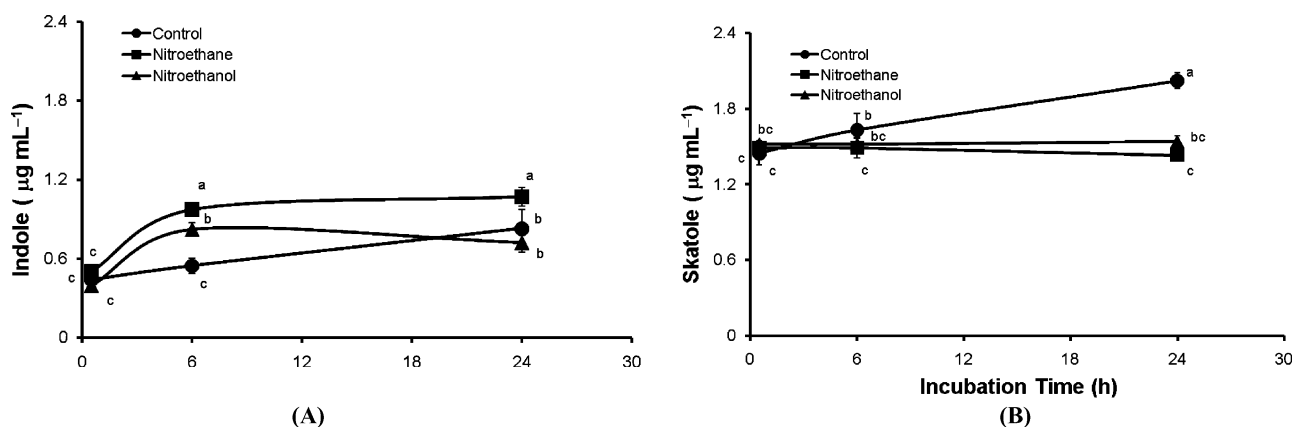 2.4
1.8
1.2
0.6
0
Indole ( μg mL⁻¹)
Control
Nitroethane
Nitroethanol
a
a
b
b
b
c
c
c
c
0
6
12
18
24
30
(A)
2.4
1.8
1.2
0.6
0
Skatole ( μg mL⁻¹)
Control
Nitroethane
Nitroethanol
a
b
bc
bc
bc
c
c
c
c
0
6
12
18
24
30
Incubation Time (h)
(B)